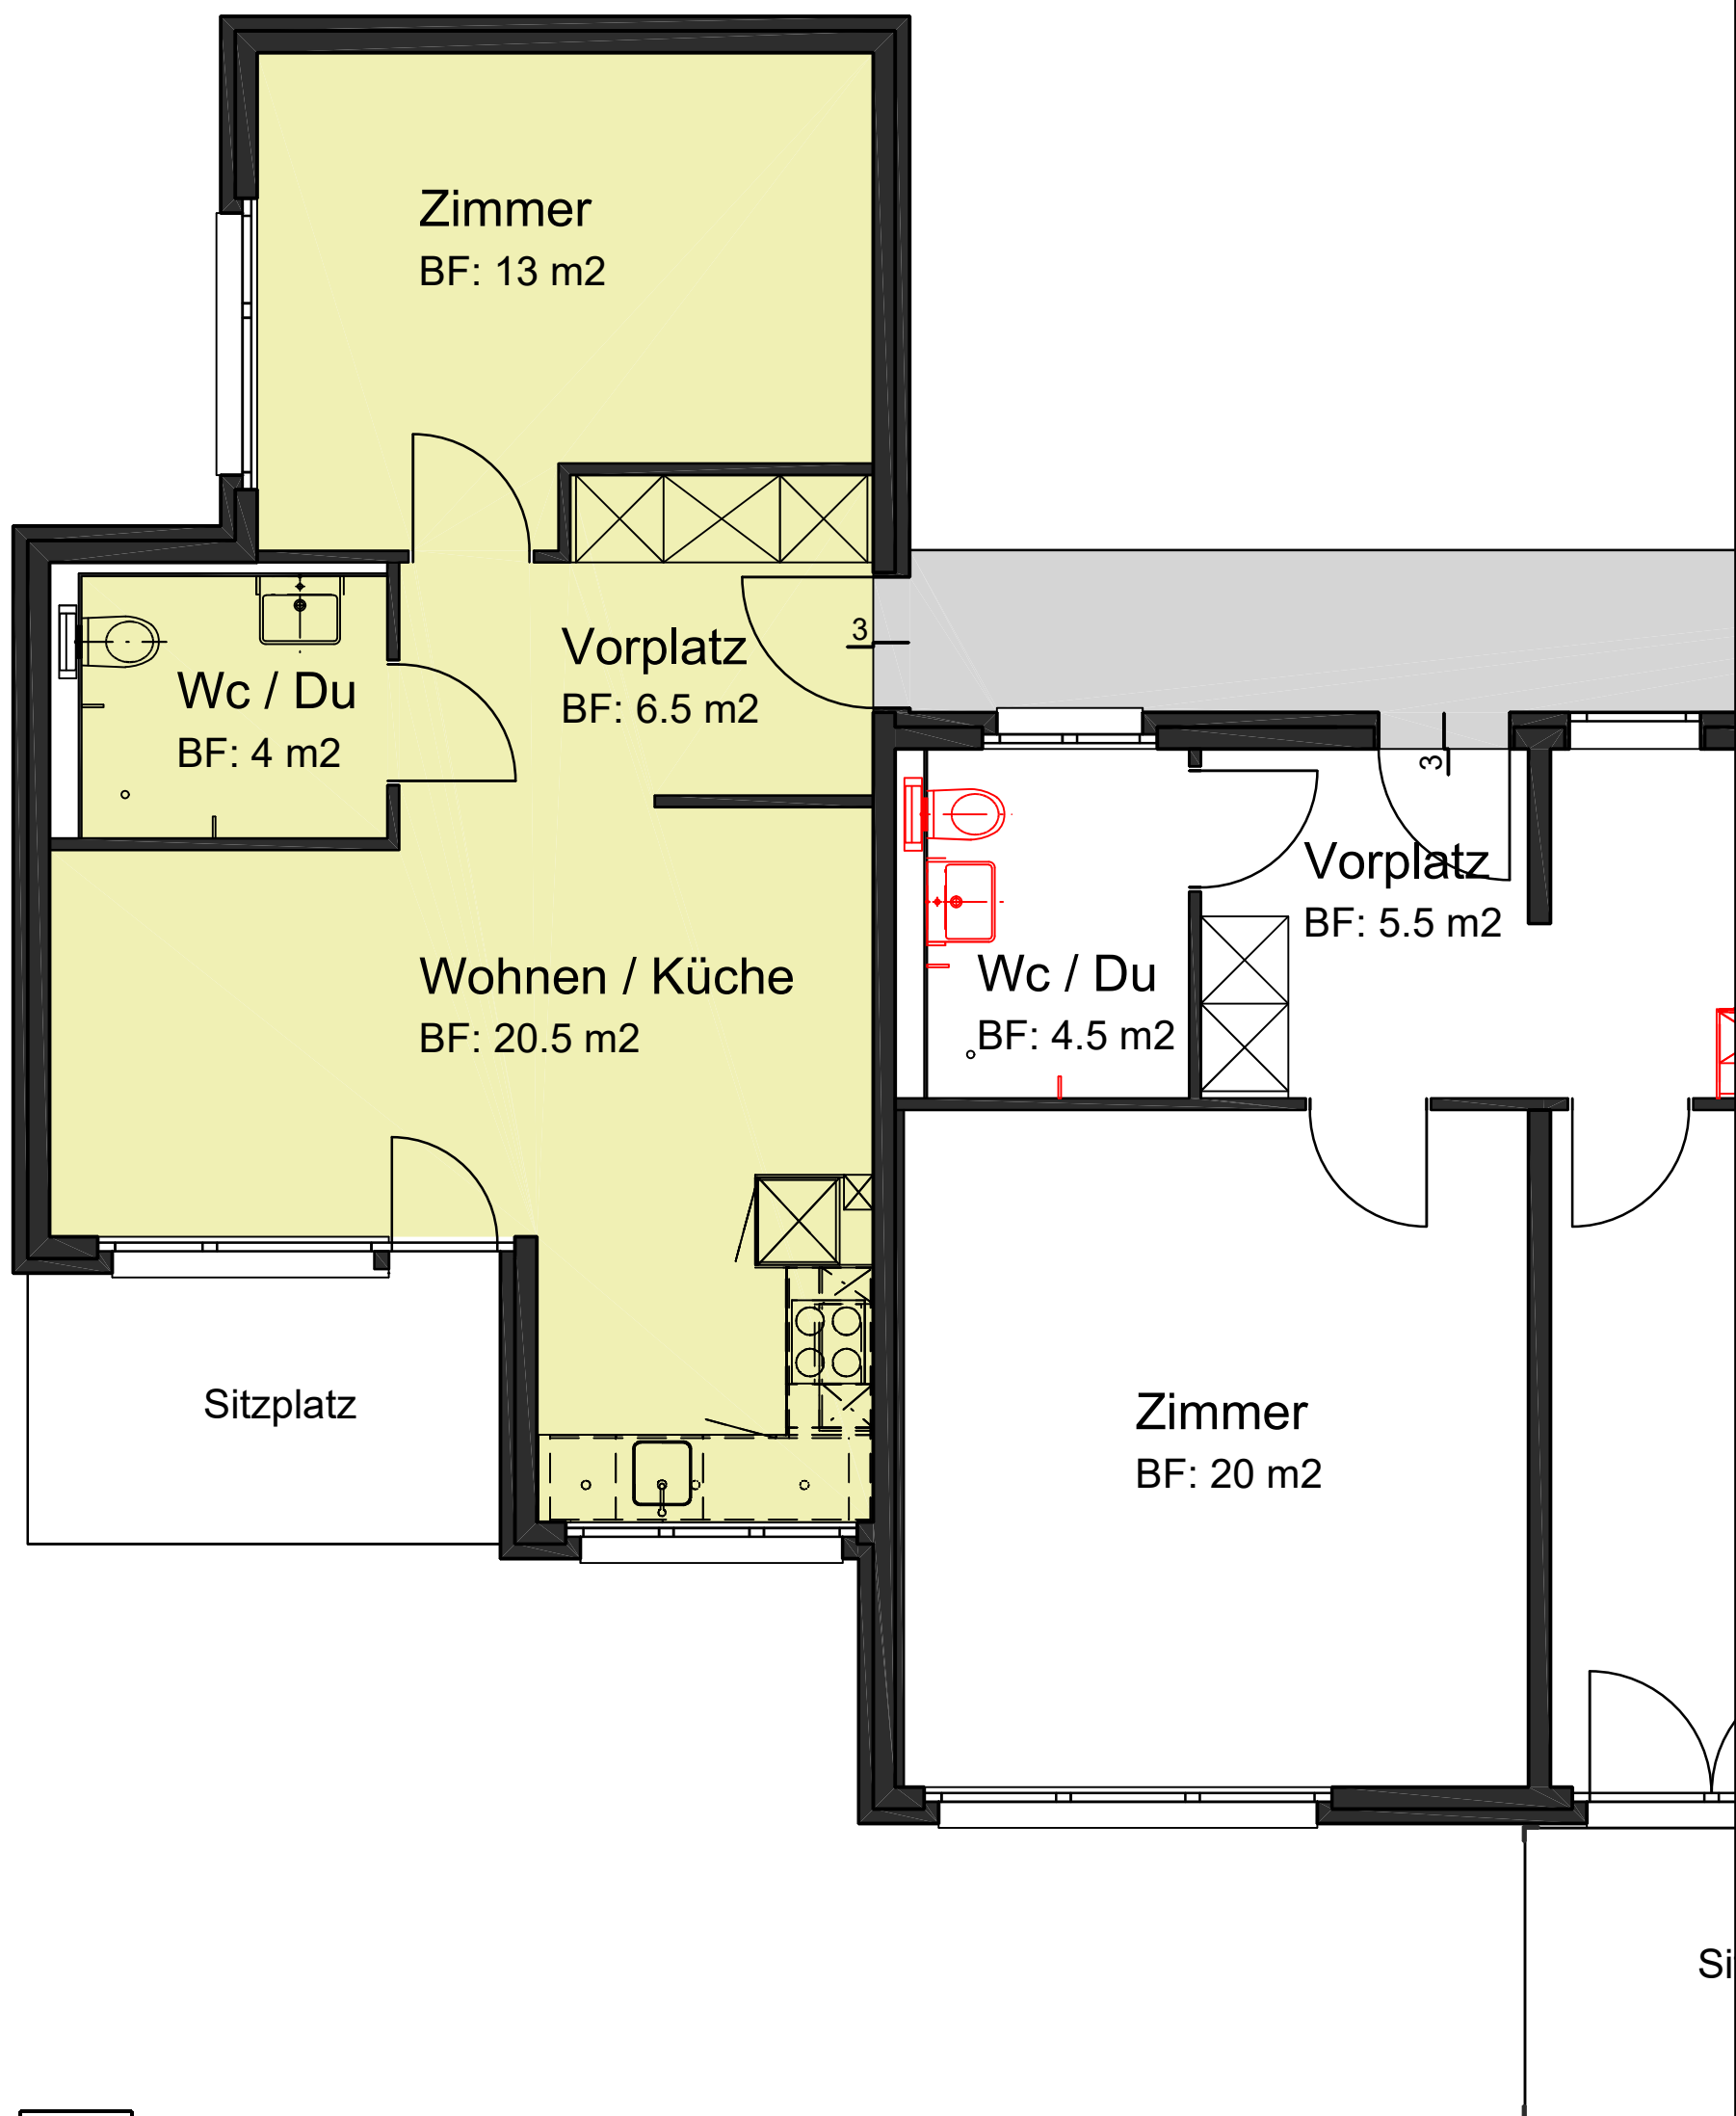 Zimmer
BF: 13 m2
Vorplatz
BF: 6.5 m2
3
Wc / Du
BF: 4 m2
3
Vorplatz
BF: 5.5 m2
Wohnen / Küche
BF: 20.5 m2
Wc / Du
BF: 4.5 m2
Sitzplatz
Zimmer
BF: 20 m2
Si